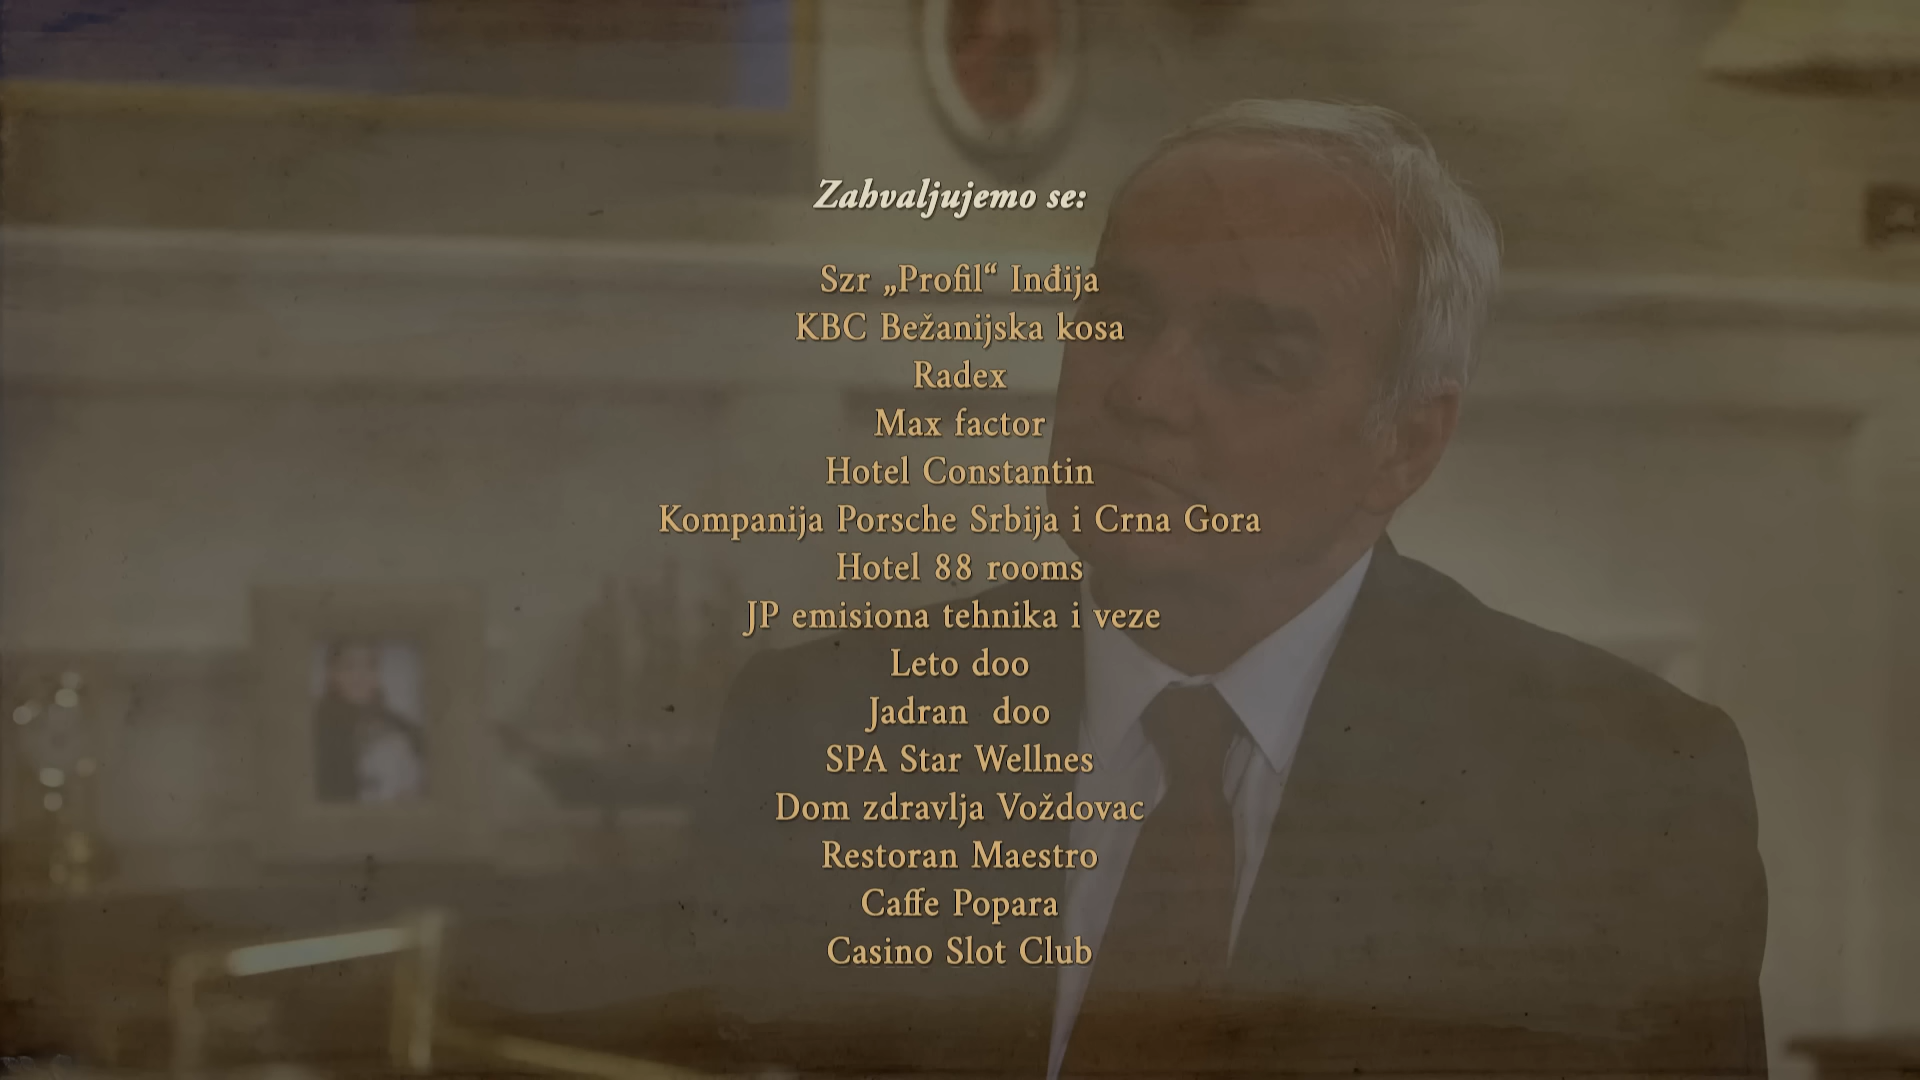 Zahvaljujemo se:
Szr „Profil“ Inđija
KBC Bežanijska kosa
Radex
Max factor
Hotel Constantin
Kompanija Porsche Srbija i Crna Gora
Hotel 88 rooms
JP emisiona tehnika i veze
Leto doo
Jadran doo
SPA Star Wellnes
Dom zdravlja Voždovac
Restoran Maestro
Caffe Popara
Casino Slot Club